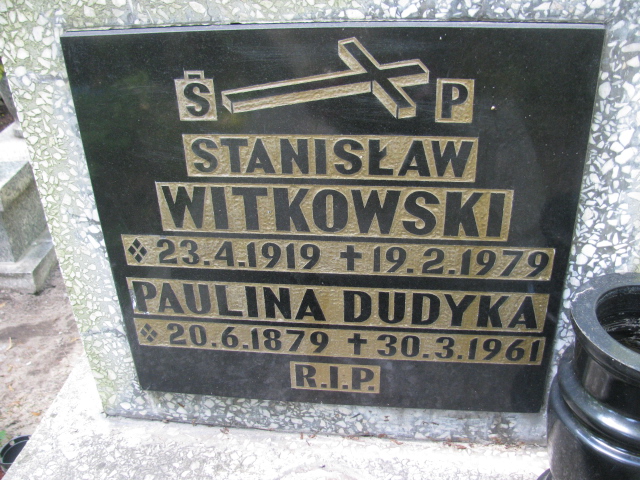 Ś P
STANISŁAW
WITKOWSKI
23.4.1919 ✝ 19.2.1979
PAULINA DUDYKA
20.6.1879 ✝ 30.3.1961
R.I.P.